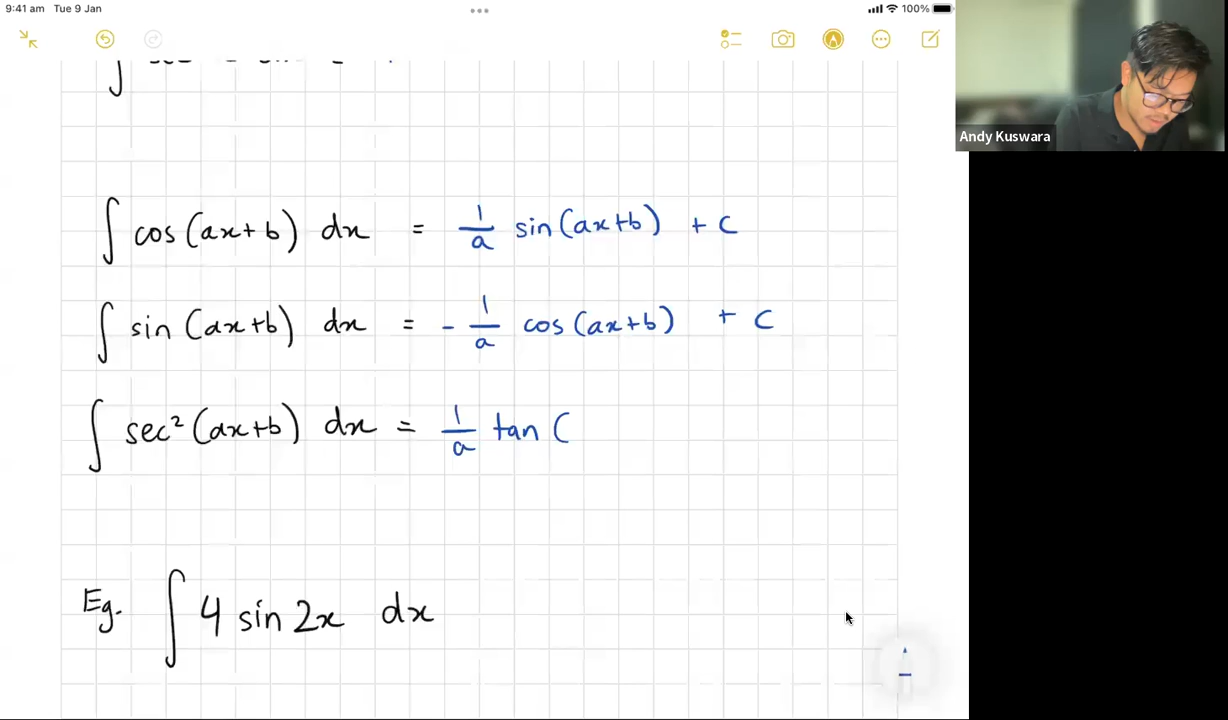 9:41 am Tue 9 Jan
100%
Andy Kuswara
∫ cos (ax+b) dx = 1/a sin(ax+b) + C
∫ sin (ax+b) dx = - 1/a cos(ax+b) + C
∫ sec² (ax+b) dx = 1/a tan (
Eg. ∫ 4 sin 2x dx